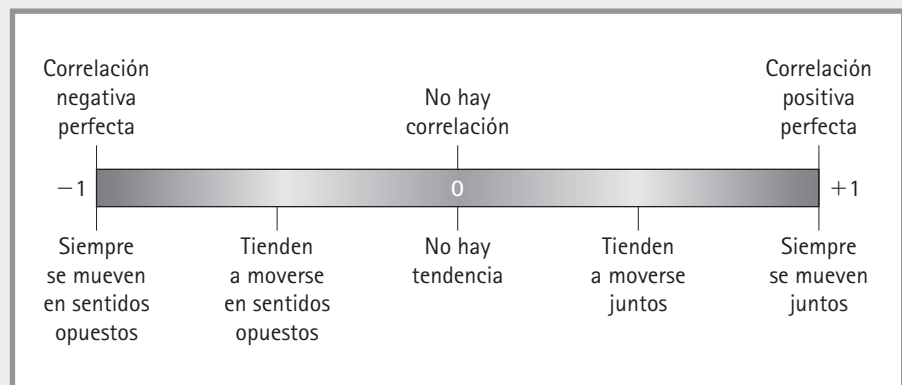 Correlación
negativa
perfecta
No hay
correlación
Correlación
positiva
perfecta
−1
0
+1
Siempre
se mueven
en sentidos
opuestos
Tienden
a moverse
en sentidos
opuestos
No hay
tendencia
Tienden
a moverse
juntos
Siempre
se mueven
juntos